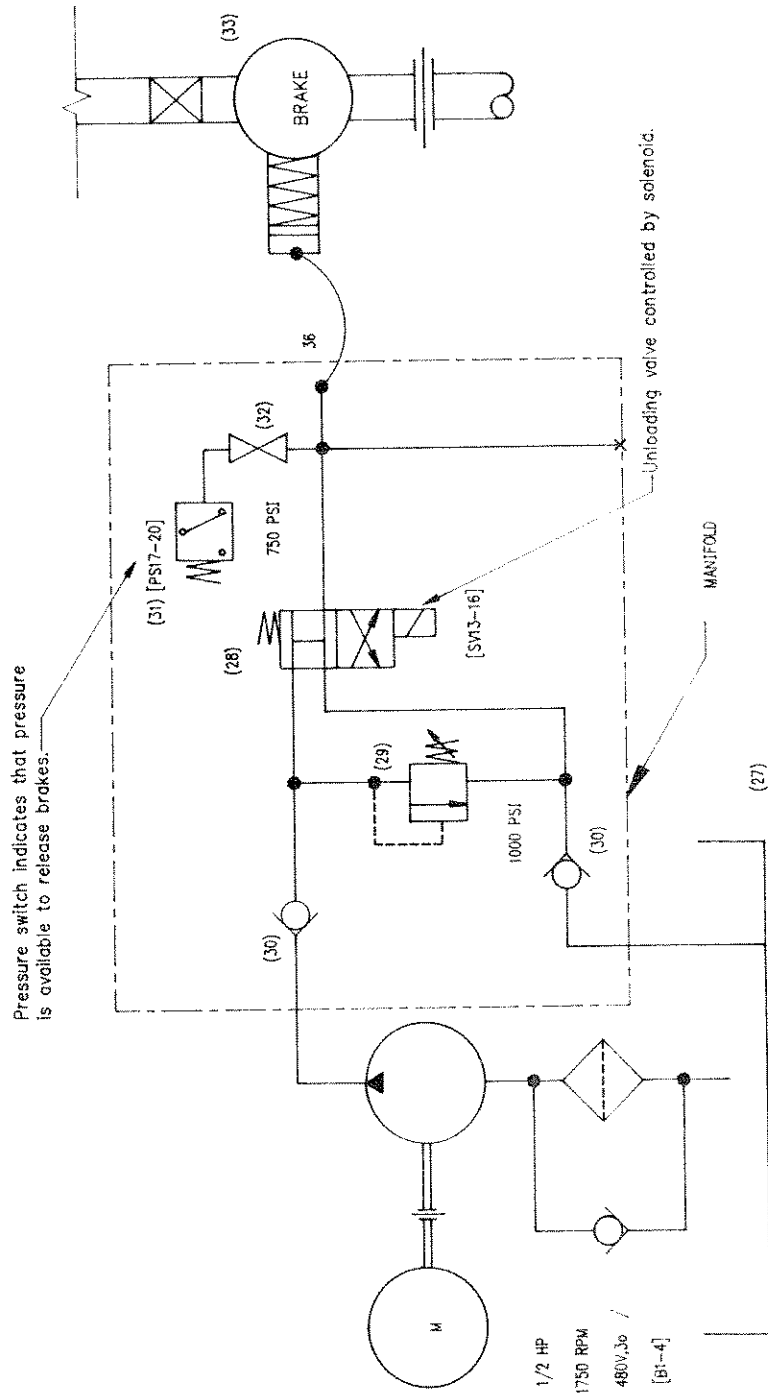 Pressure switch indicates that pressure
is available to release brakes.
(31) [PS17-20]
750 PSI
(32)
36
(33)
BRAKE
(28)
[SV13-16]
Unloading valve controlled by solenoid.
(29)
1000 PSI
(30)
(30)
MANIFOLD
(27)
M
1/2 HP
1750 RPM
480V,3o /
[B1-4]